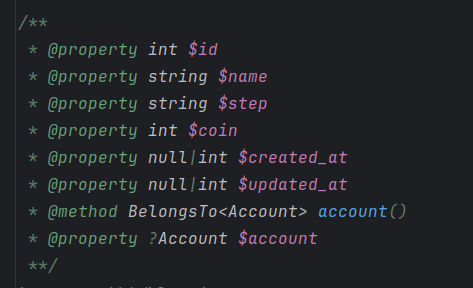 /**
 * @property int $id
 * @property string $name
 * @property string $step
 * @property int $coin
 * @property null|int $created_at
 * @property null|int $updated_at
 * @method BelongsTo<Account> account()
 * @property ?Account $account
 **/